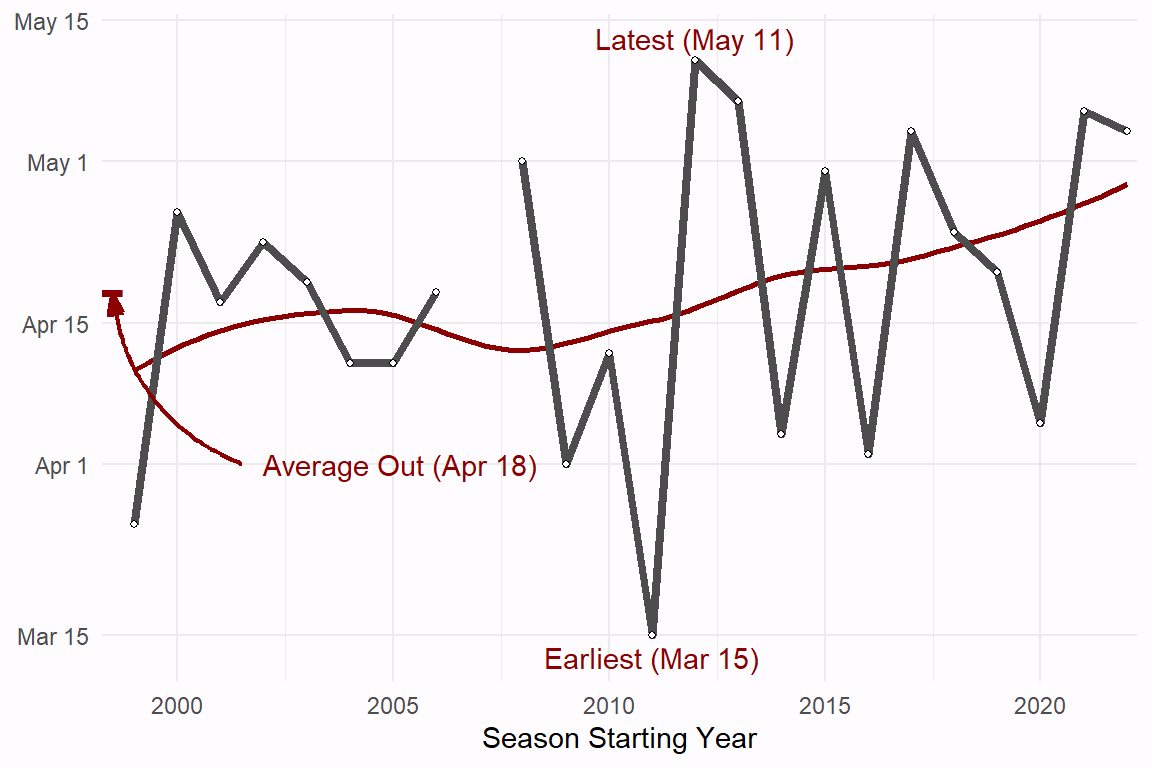 May 15
Latest (May 11)
May 1
Apr 15
Apr 1
Average Out (Apr 18)
Mar 15
Earliest (Mar 15)
2000
2005
2010
2015
2020
Season Starting Year